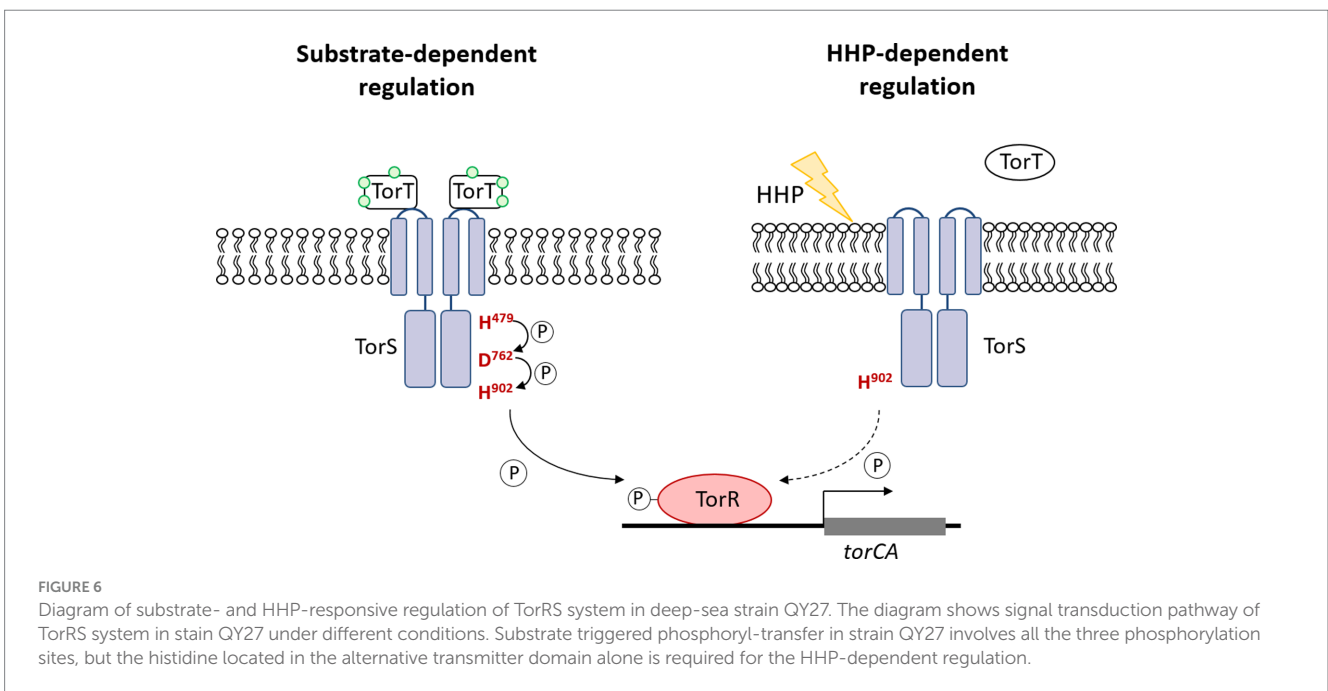 Substrate-dependent
regulation
HHP-dependent
regulation
TorT
TorT
HHP
TorT
TorS
H479
P
D762
P
H902
TorS
H902
P
P
P
TorR
torCA
FIGURE 6
Diagram of substrate- and HHP-responsive regulation of TorRS system in deep-sea strain QY27. The diagram shows signal transduction pathway of
TorRS system in stain QY27 under different conditions. Substrate triggered phosphoryl-transfer in strain QY27 involves all the three phosphorylation
sites, but the histidine located in the alternative transmitter domain alone is required for the HHP-dependent regulation.